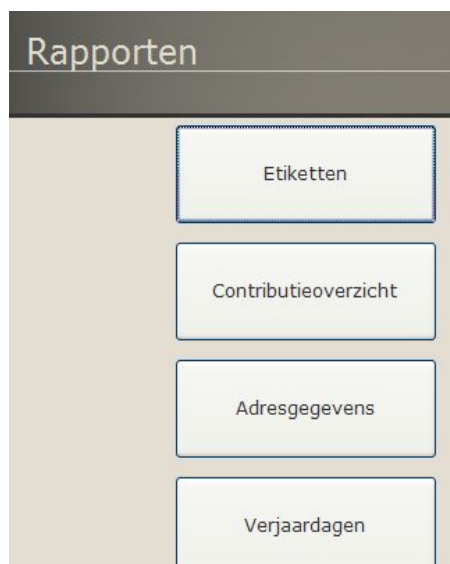 Rapporten
Etiketten
Contributieoverzicht
Adresgegevens
Verjaardagen